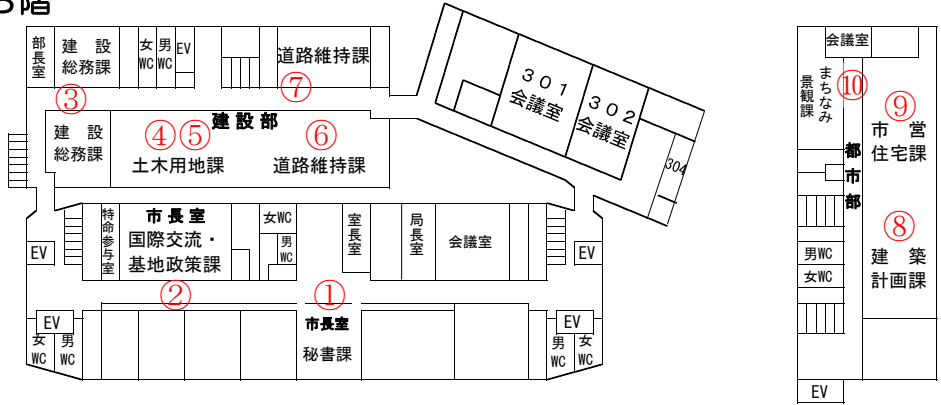 3階
部長室
建設
総務課
女WC
男WC
EV
道路維持課
⑦
③
建設
総務課
④
⑤
建設部
⑥
土木用地課
道路維持課
301
会議室
302
会議室
304
特命参与室
市長室
国際交流・
基地政策課
女WC
男WC
室長室
局長室
会議室
EV
EV
②
①
市長室
秘書課
EV
女WC
男WC
EV
男WC
女WC
会議室
まちなみ
景観課
⑩
⑨
市営
住宅課
都市部
⑧
建築
計画課
男WC
女WC
EV